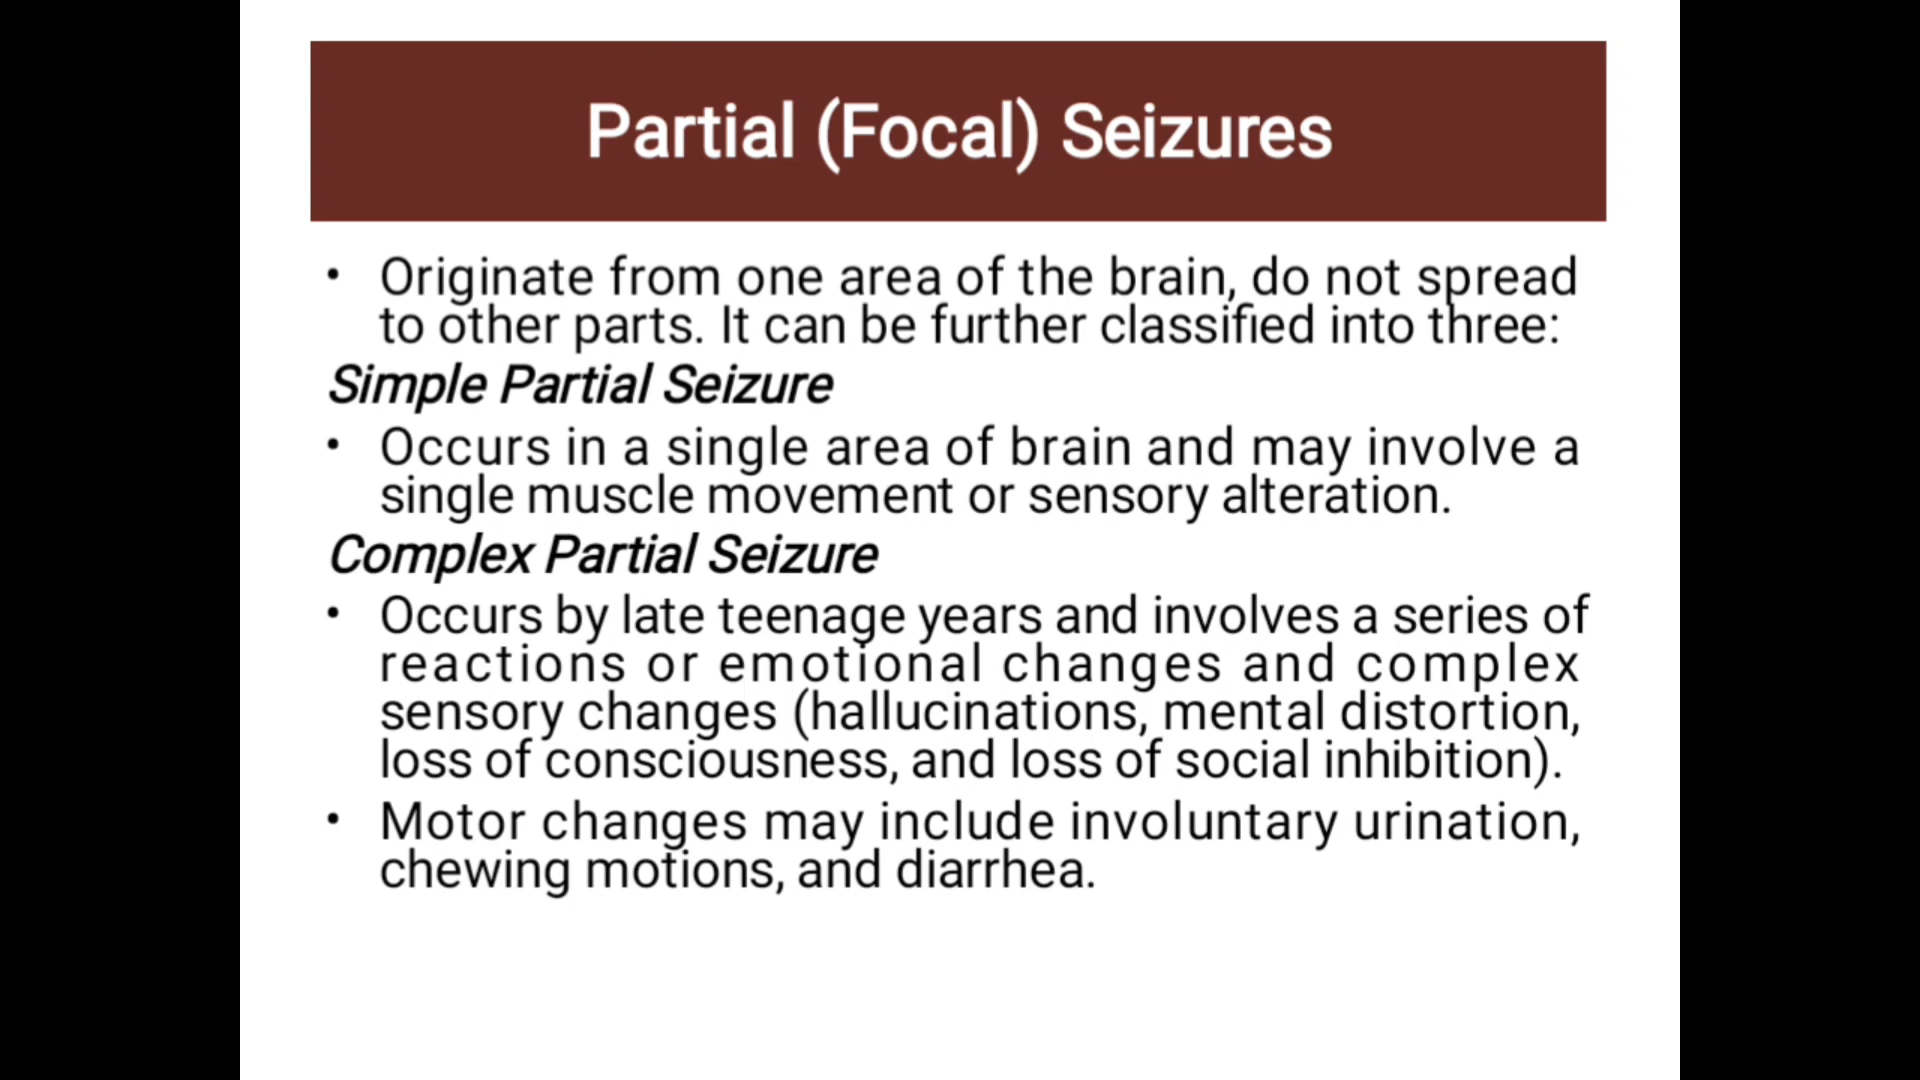 Partial (Focal) Seizures
• Originate from one area of the brain, do not spread
to other parts. It can be further classified into three:
Simple Partial Seizure
• Occurs in a single area of brain and may involve a
single muscle movement or sensory alteration.
Complex Partial Seizure
• Occurs by late teenage years and involves a series of
reactions or emotional changes and complex
sensory changes (hallucinations, mental distortion,
loss of consciousness, and loss of social inhibition).
• Motor changes may include involuntary urination,
chewing motions, and diarrhea.